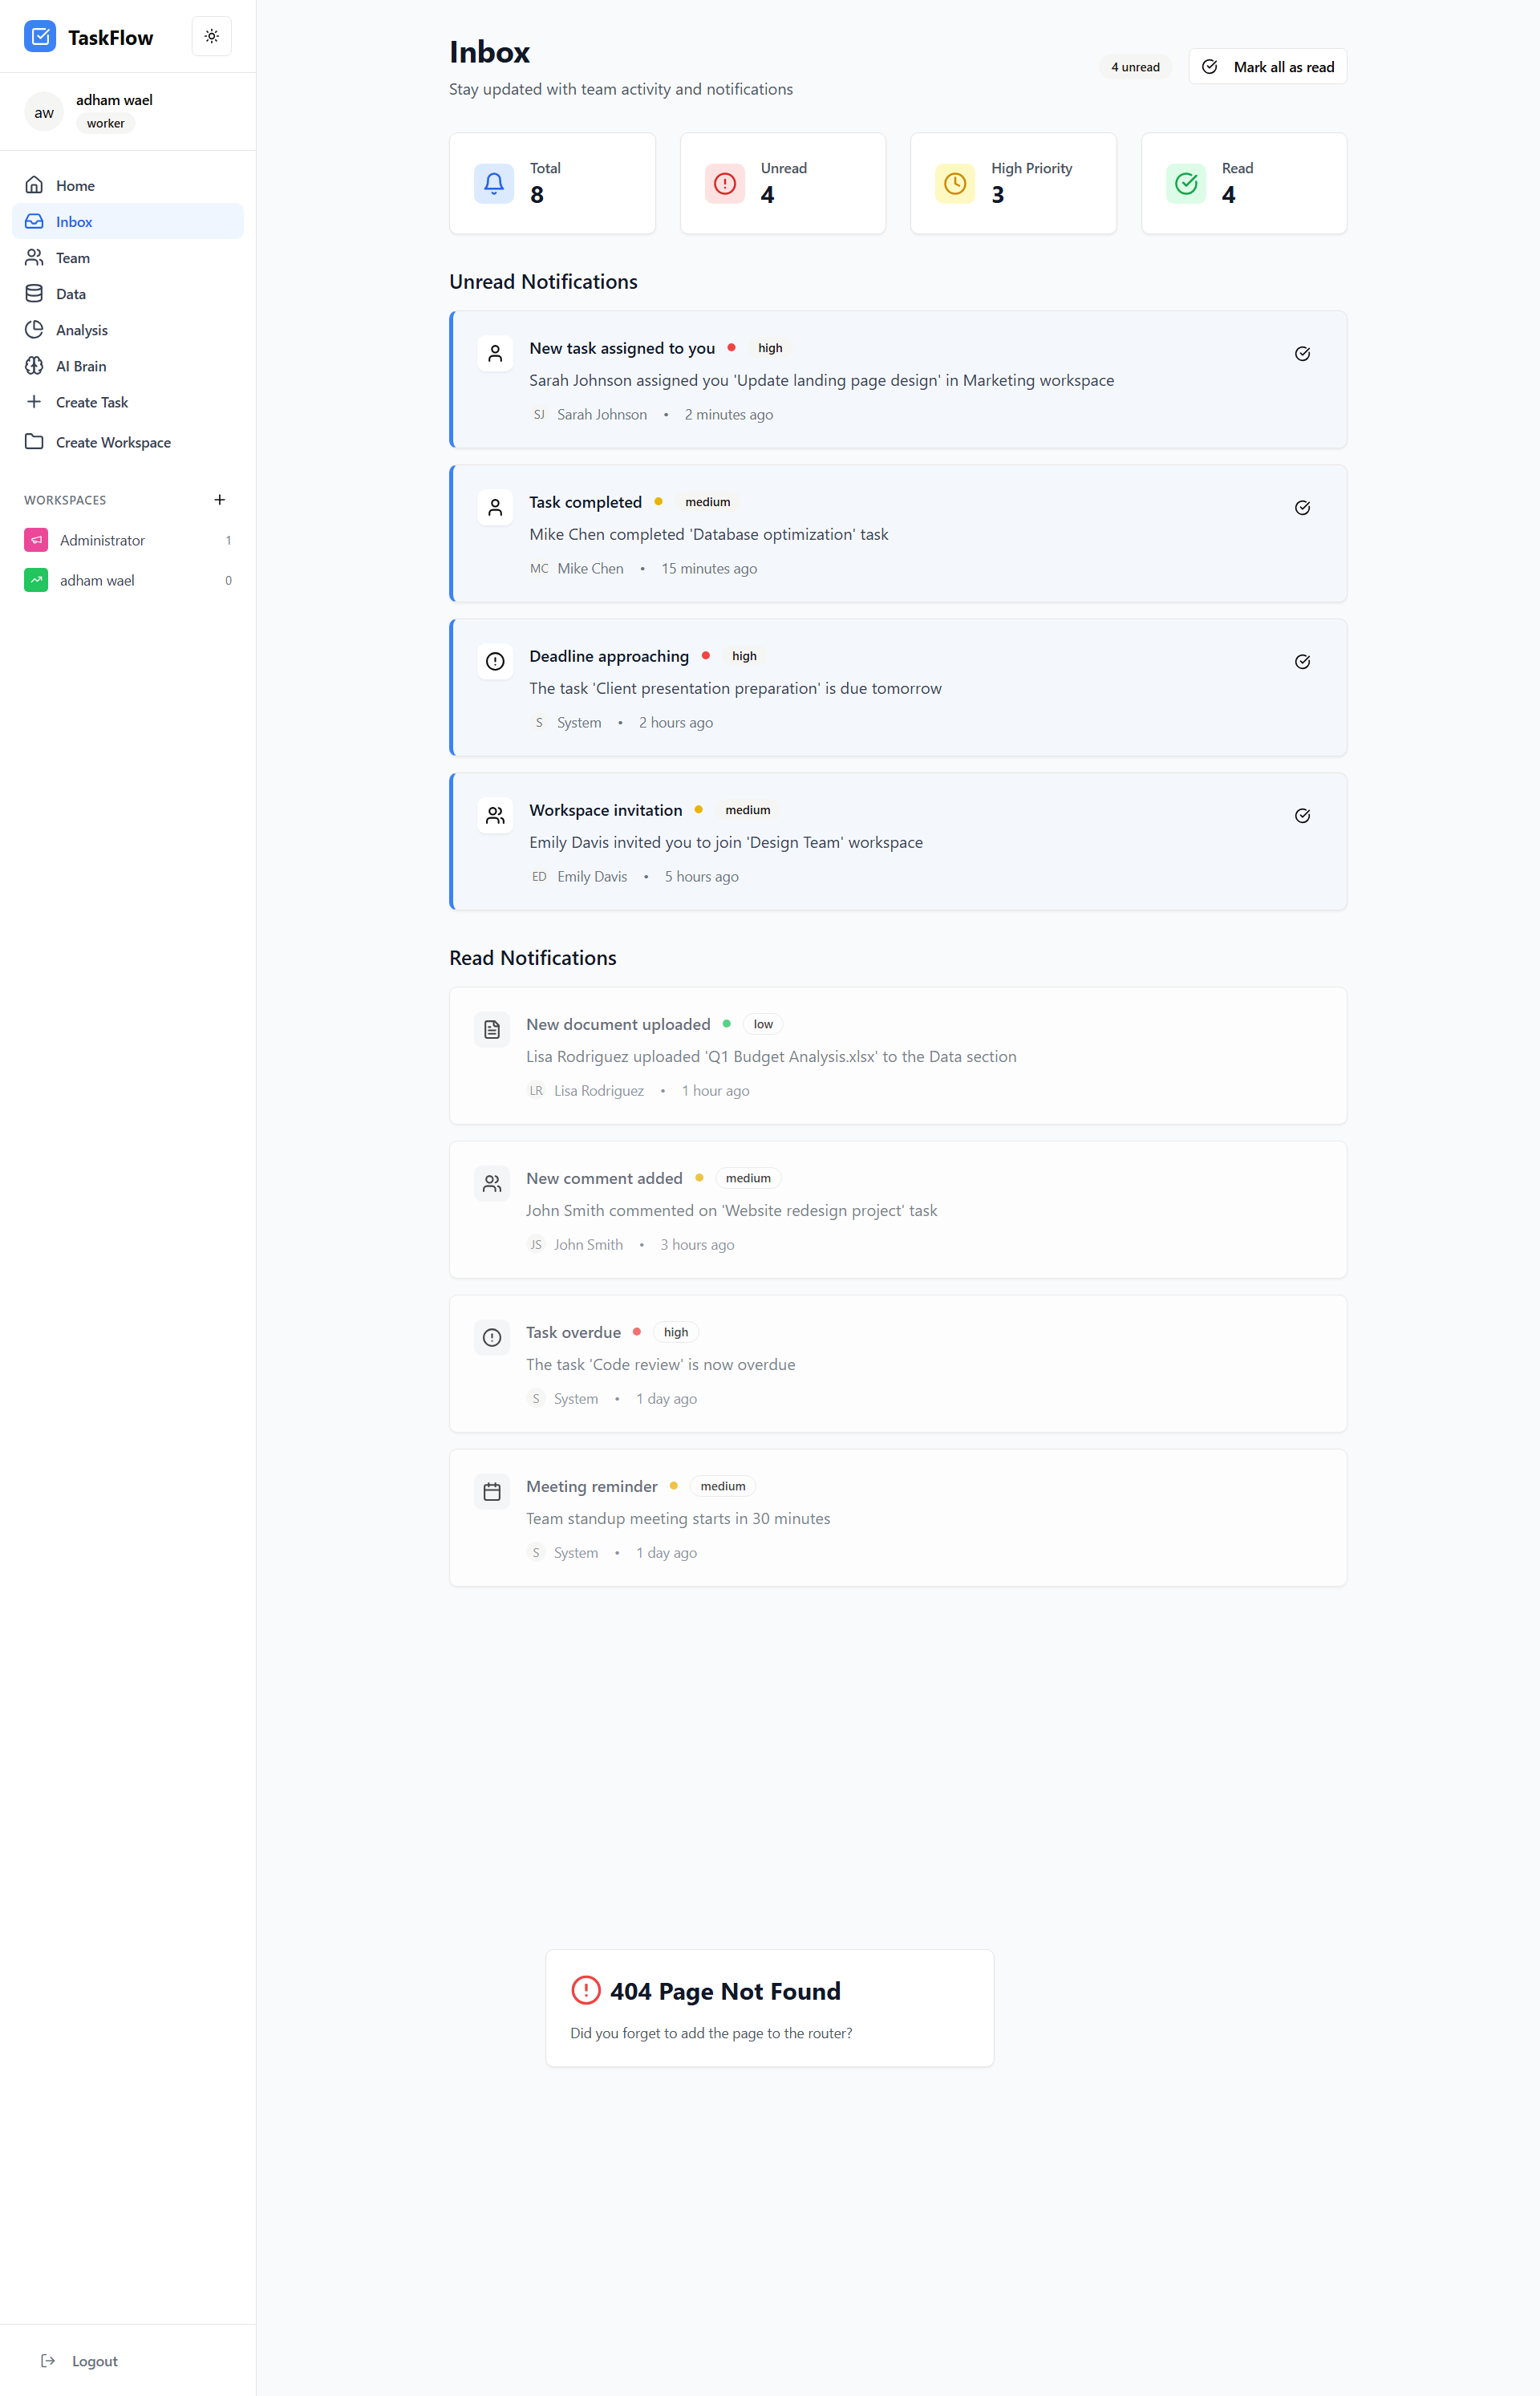 TaskFlow
aw
adham wael
worker
Home
Inbox
Team
Data
Analysis
AI Brain
Create Task
Create Workspace
WORKSPACES
Administrator 1
adham wael 0
Logout
Inbox
Stay updated with team activity and notifications
4 unread
Mark all as read
Total
8
Unread
4
High Priority
3
Read
4
Unread Notifications
New task assigned to you high
Sarah Johnson assigned you 'Update landing page design' in Marketing workspace
SJ Sarah Johnson • 2 minutes ago
Task completed medium
Mike Chen completed 'Database optimization' task
MC Mike Chen • 15 minutes ago
Deadline approaching high
The task 'Client presentation preparation' is due tomorrow
S System • 2 hours ago
Workspace invitation medium
Emily Davis invited you to join 'Design Team' workspace
ED Emily Davis • 5 hours ago
Read Notifications
New document uploaded low
Lisa Rodriguez uploaded 'Q1 Budget Analysis.xlsx' to the Data section
LR Lisa Rodriguez • 1 hour ago
New comment added medium
John Smith commented on 'Website redesign project' task
JS John Smith • 3 hours ago
Task overdue high
The task 'Code review' is now overdue
S System • 1 day ago
Meeting reminder medium
Team standup meeting starts in 30 minutes
S System • 1 day ago
404 Page Not Found
Did you forget to add the page to the router?